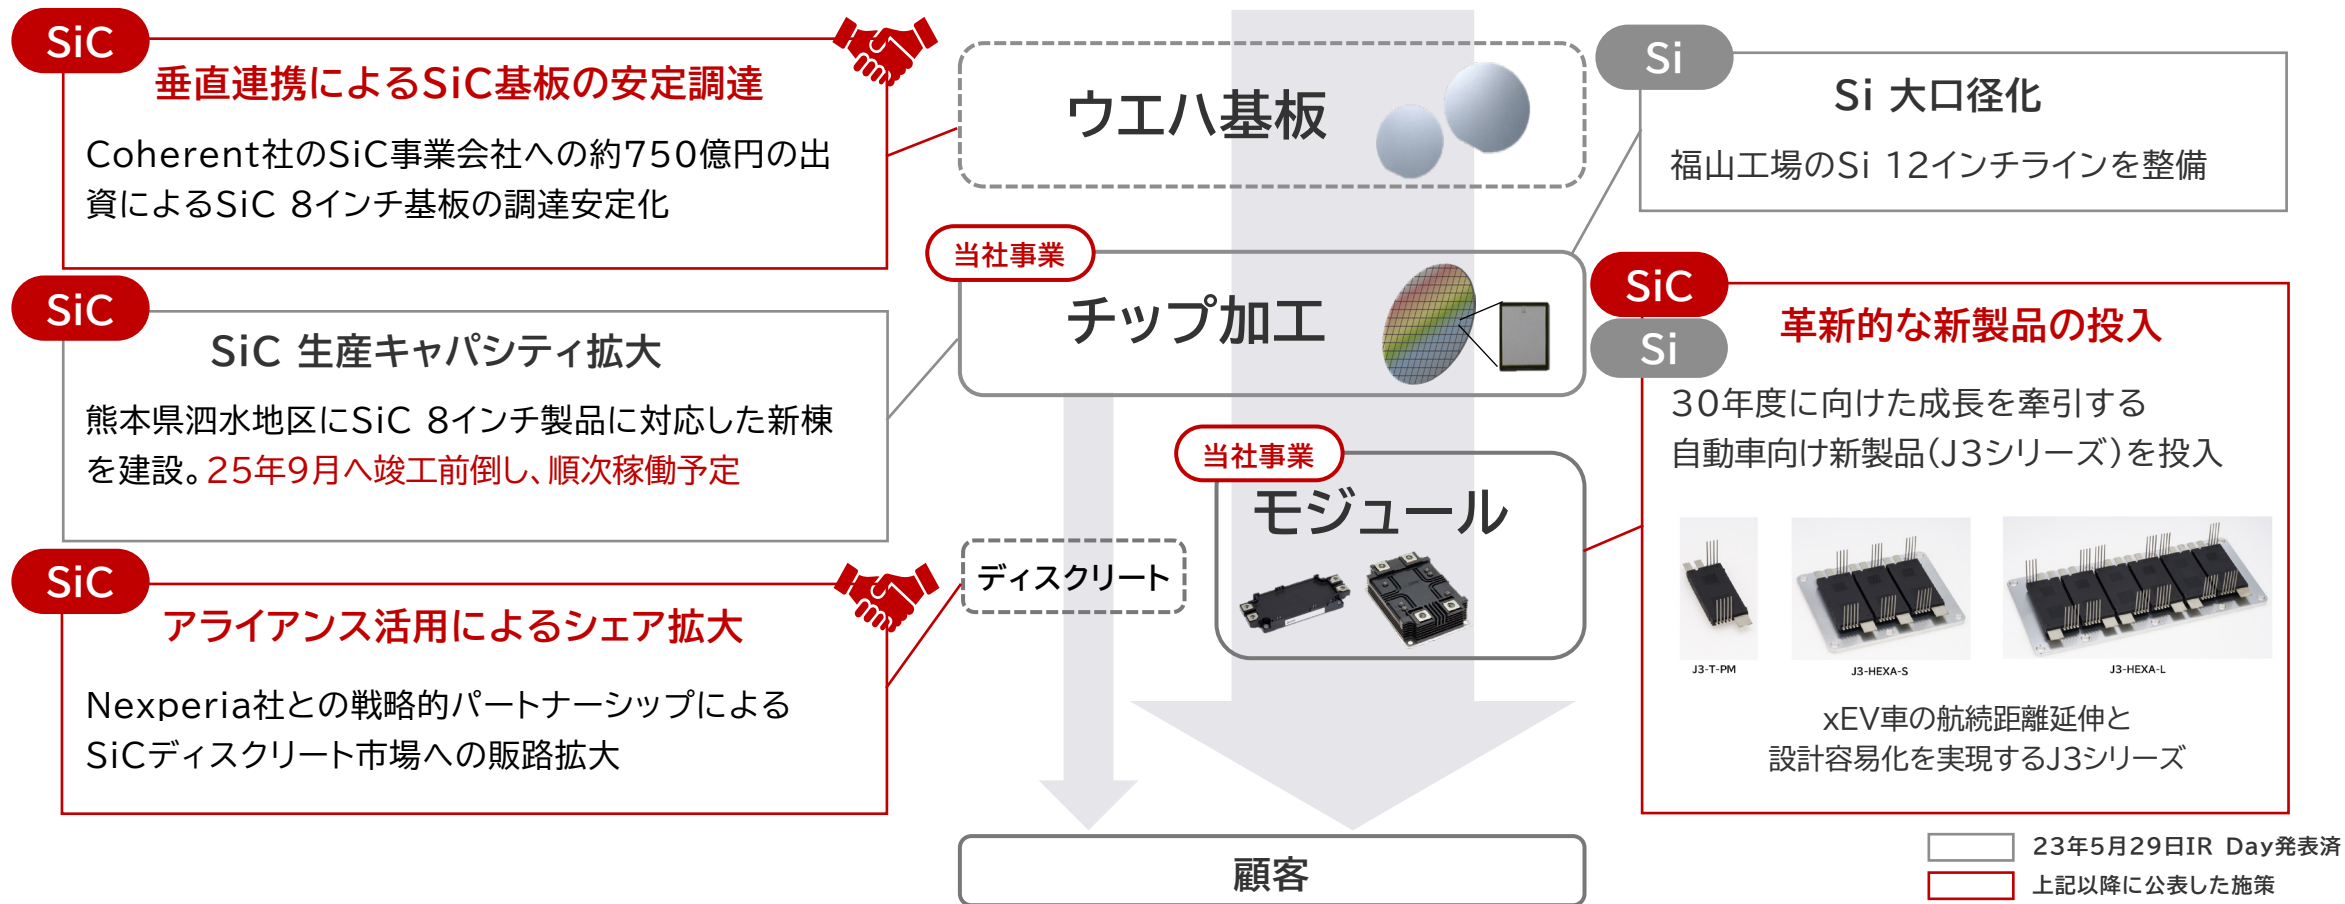 SiC
垂直連携によるSiC基板の安定調達
Coherent社のSiC事業会社への約750億円の出
資によるSiC 8インチ基板の調達安定化
SiC
SiC 生産キャパシティ拡大
熊本県泗水地区にSiC 8インチ製品に対応した新棟
を建設。25年9月へ竣工前倒し、順次稼働予定
SiC
アライアンス活用によるシェア拡大
Nexperia社との戦略的パートナーシップによる
SiCディスクリート市場への販路拡大
ウエハ基板
当社事業
チップ加工
当社事業
モジュール
ディスクリート
顧客
Si
Si 大口径化
福山工場のSi 12インチラインを整備
SiC
Si
革新的な新製品の投入
30年度に向けた成長を牽引する
自動車向け新製品(J3シリーズ)を投入
J3-T-PM
J3-HEXA-S
J3-HEXA-L
xEV車の航続距離延伸と
設計容易化を実現するJ3シリーズ
23年5月29日IR Day発表済
上記以降に公表した施策